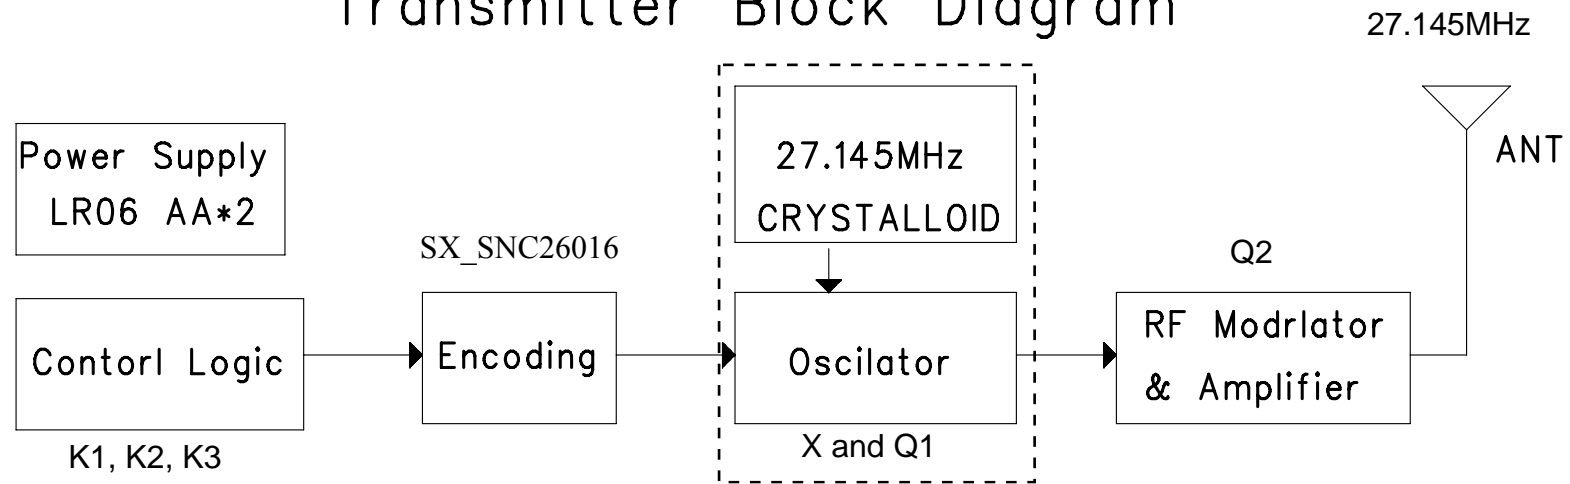 Transmitter Block Diagram
27.145MHz
ANT
Power Supply
LR06 AA*2
27.145MHz
CRYSTALLOID
SX_SNC26016
Q2
Contorl Logic
Encoding
Oscilator
RF Modrlator
& Amplifier
K1, K2, K3
X and Q1